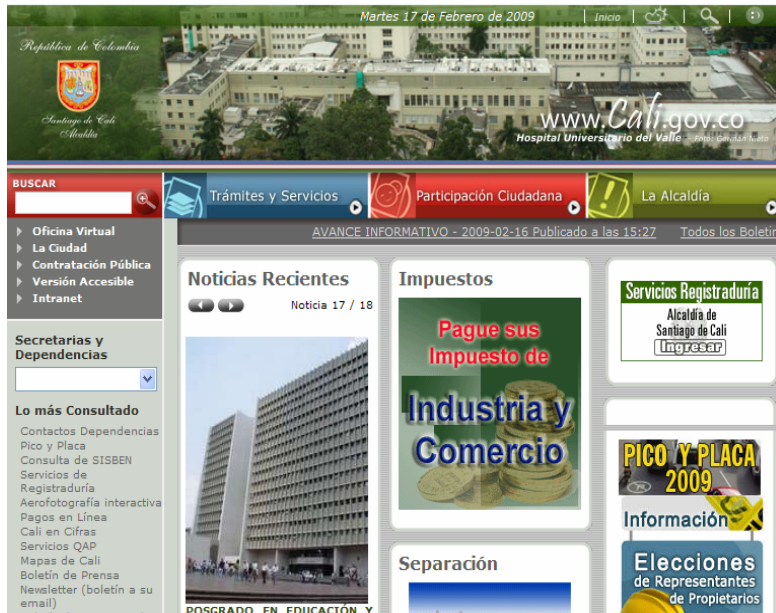 Martes 17 de Febrero de 2009
Inicio
República de Colombia
Santiago de Cali
Alcaldía
www.Cali.gov.co
Hospital Universitario del Valle - Foto: Germán Nieto
BUSCAR
Trámites y Servicios
Participación Ciudadana
La Alcaldía
Oficina Virtual
La Ciudad
Contratación Pública
Versión Accesible
Intranet
AVANCE INFORMATIVO - 2009-02-16 Publicado a las 15:27
Todos los Boletin
Secretarias y
Dependencias
Lo más Consultado
Contactos Dependencias
Pico y Placa
Consulta de SISBEN
Servicios de
Registraduría
Aerofotografía interactiva
Pagos en Línea
Cali en Cifras
Servicios QAP
Mapas de Cali
Boletín de Prensa
Newsletter (boletín a su
email)
Noticias Recientes
Noticia 17 / 18
POSGRADO EN EDUCACIÓN Y
Impuestos
Pague sus
Impuesto de
Industria y
Comercio
Separación
Servicios Registraduría
Alcaldía de
Santiago de Cali
Ingresar
PICO Y PLACA
2009
Información
Elecciones
de Representantes
de Propietarios